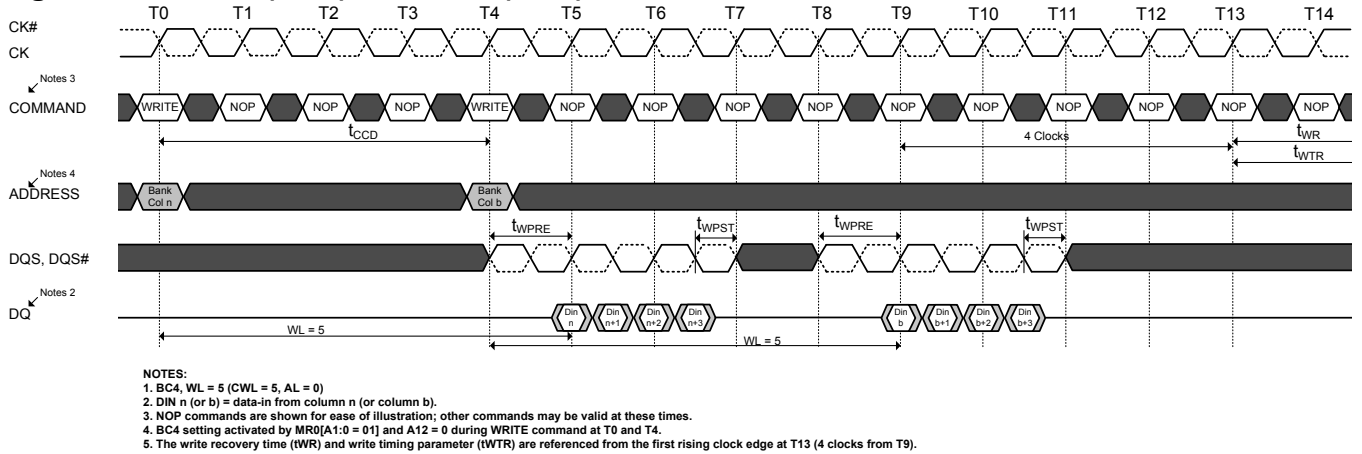 T0 T1 T2 T3 T4 T5 T6 T7 T8 T9 T10 T11 T12 T13 T14
CK#
CK
Notes 3
COMMAND WRITE NOP NOP NOP WRITE NOP NOP NOP NOP NOP NOP NOP NOP NOP NOP
tCCD 4 Clocks tWR
tWTR
Notes 4
ADDRESS
Bank Bank
Col n Col b
tWPRE tWPST tWPRE tWPST
DQS, DQS#
Notes 2
DQ
Din Din Din Din Din Din Din Din
n n+1 n+2 n+3 b b+1 b+2 b+3
WL = 5 WL = 5
NOTES:
1. BC4, WL = 5 (CWL = 5, AL = 0)
2. DIN n (or b) = data-in from column n (or column b).
3. NOP commands are shown for ease of illustration; other commands may be valid at these times.
4. BC4 setting activated by MR0[A1:0 = 01] and A12 = 0 during WRITE command at T0 and T4.
5. The write recovery time (tWR) and write timing parameter (tWTR) are referenced from the first rising clock edge at T13 (4 clocks from T9).